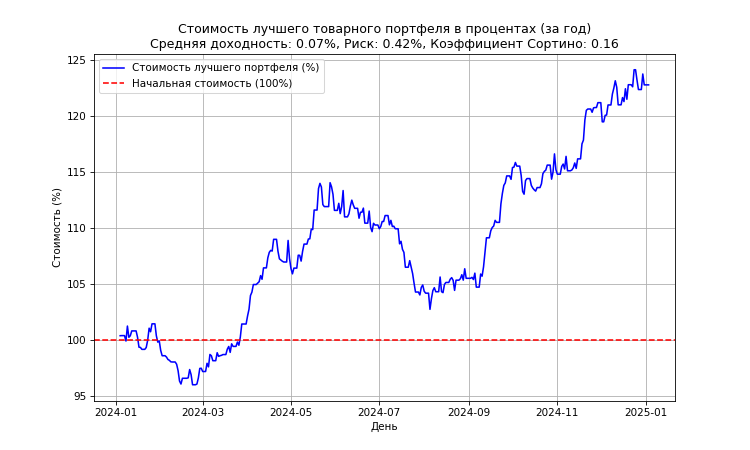 Стоимость лучшего товарного портфеля в процентах (за год)
Средняя доходность: 0.07%, Риск: 0.42%, Коэффициент Сортино: 0.16
Стоимость лучшего портфеля (%)
Начальная стоимость (100%)
Стоимость (%)
125
120
115
110
105
100
95
2024-01
2024-03
2024-05
2024-07
2024-09
2024-11
2025-01
День